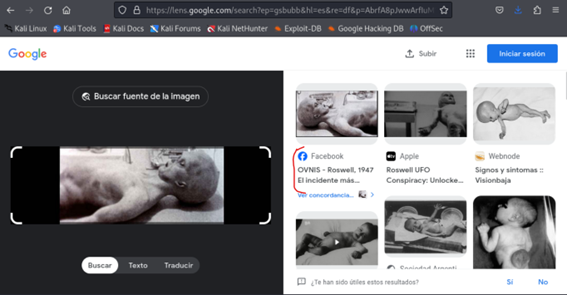 https://lens.google.com/search?ep=gsbubb&hl=es&re=df&p=AbrfA8pJwwArfluM
Kali Linux Kali Tools Kali Docs Kali Forums Kali NetHunter Exploit-DB Google Hacking DB OffSec
Google
Subir
Iniciar sesión
Buscar fuente de la imagen
Buscar Texto Traducir
Facebook
OVNIS - Roswell, 1947
El incidente más...
Ver concordancia...
Apple
Roswell UFO
Conspiracy: Unlocke...
Webnode
Signos y sintomas ::
Visionbaja
Sociedad Argenti
¿Te han sido útiles estos resultados?
Sí No